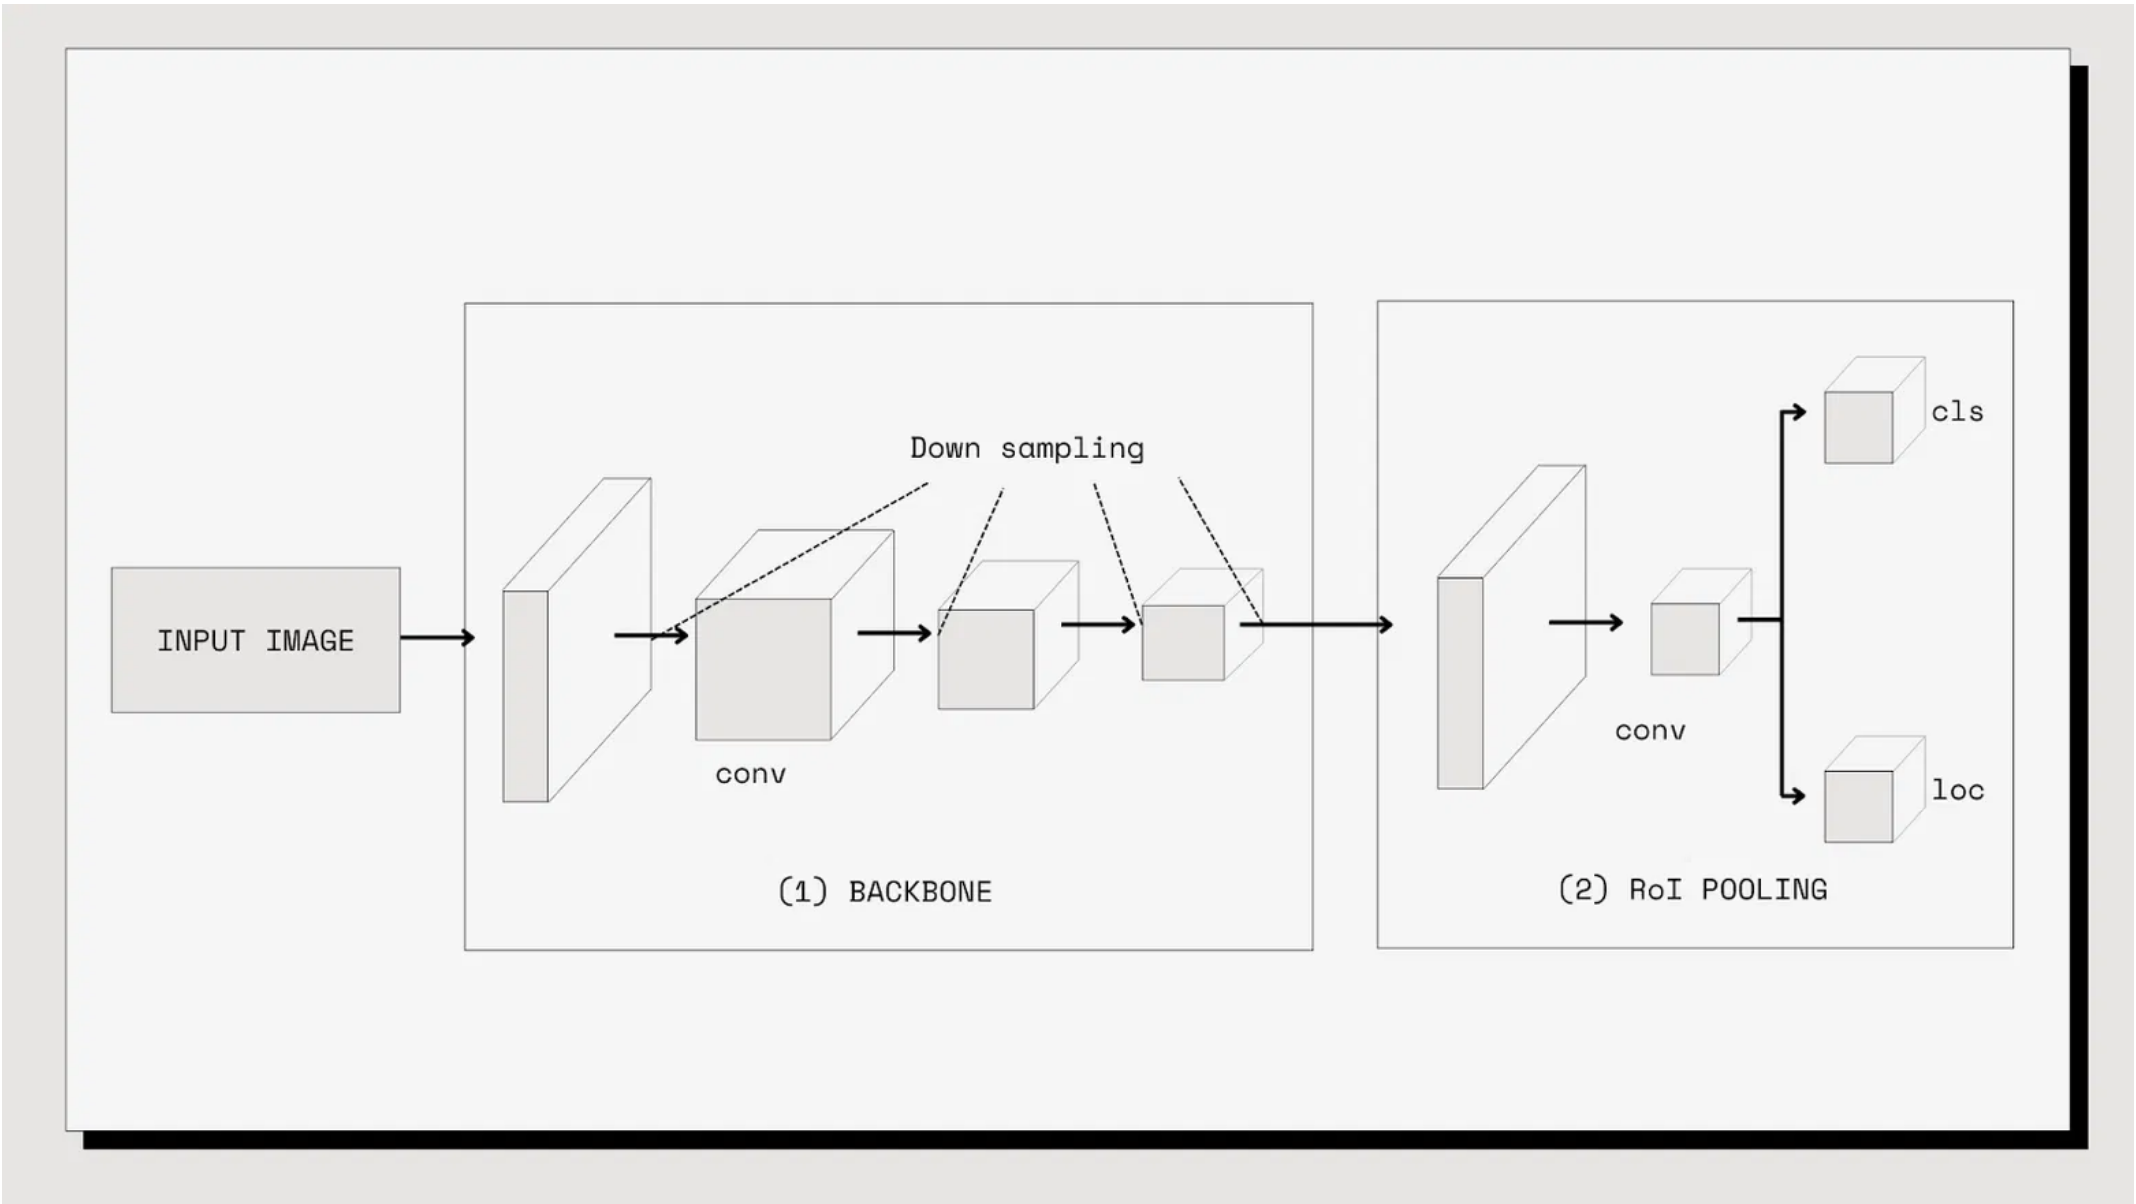 Down sampling
INPUT IMAGE
conv
(1) BACKBONE
cls
conv
loc
(2) RoI POOLING